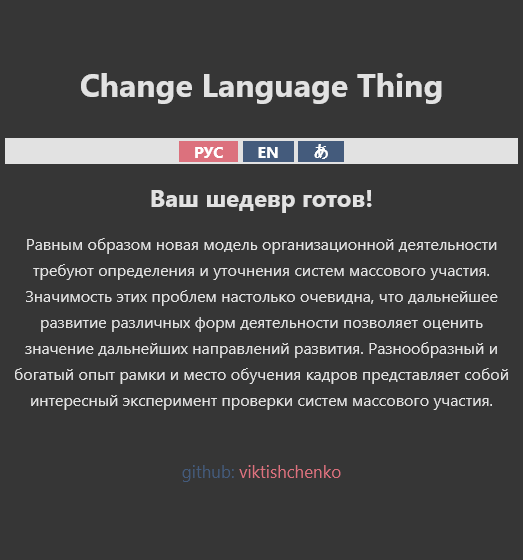 Change Language Thing
РУС EN あ
Ваш шедевр готов!
Равным образом новая модель организационной деятельности
требуют определения и уточнения систем массового участия.
Значимость этих проблем настолько очевидна, что дальнейшее
развитие различных форм деятельности позволяет оценить
значение дальнейших направлений развития. Разнообразный и
богатый опыт рамки и место обучения кадров представляет собой
интересный эксперимент проверки систем массового участия.
github: viktishchenko